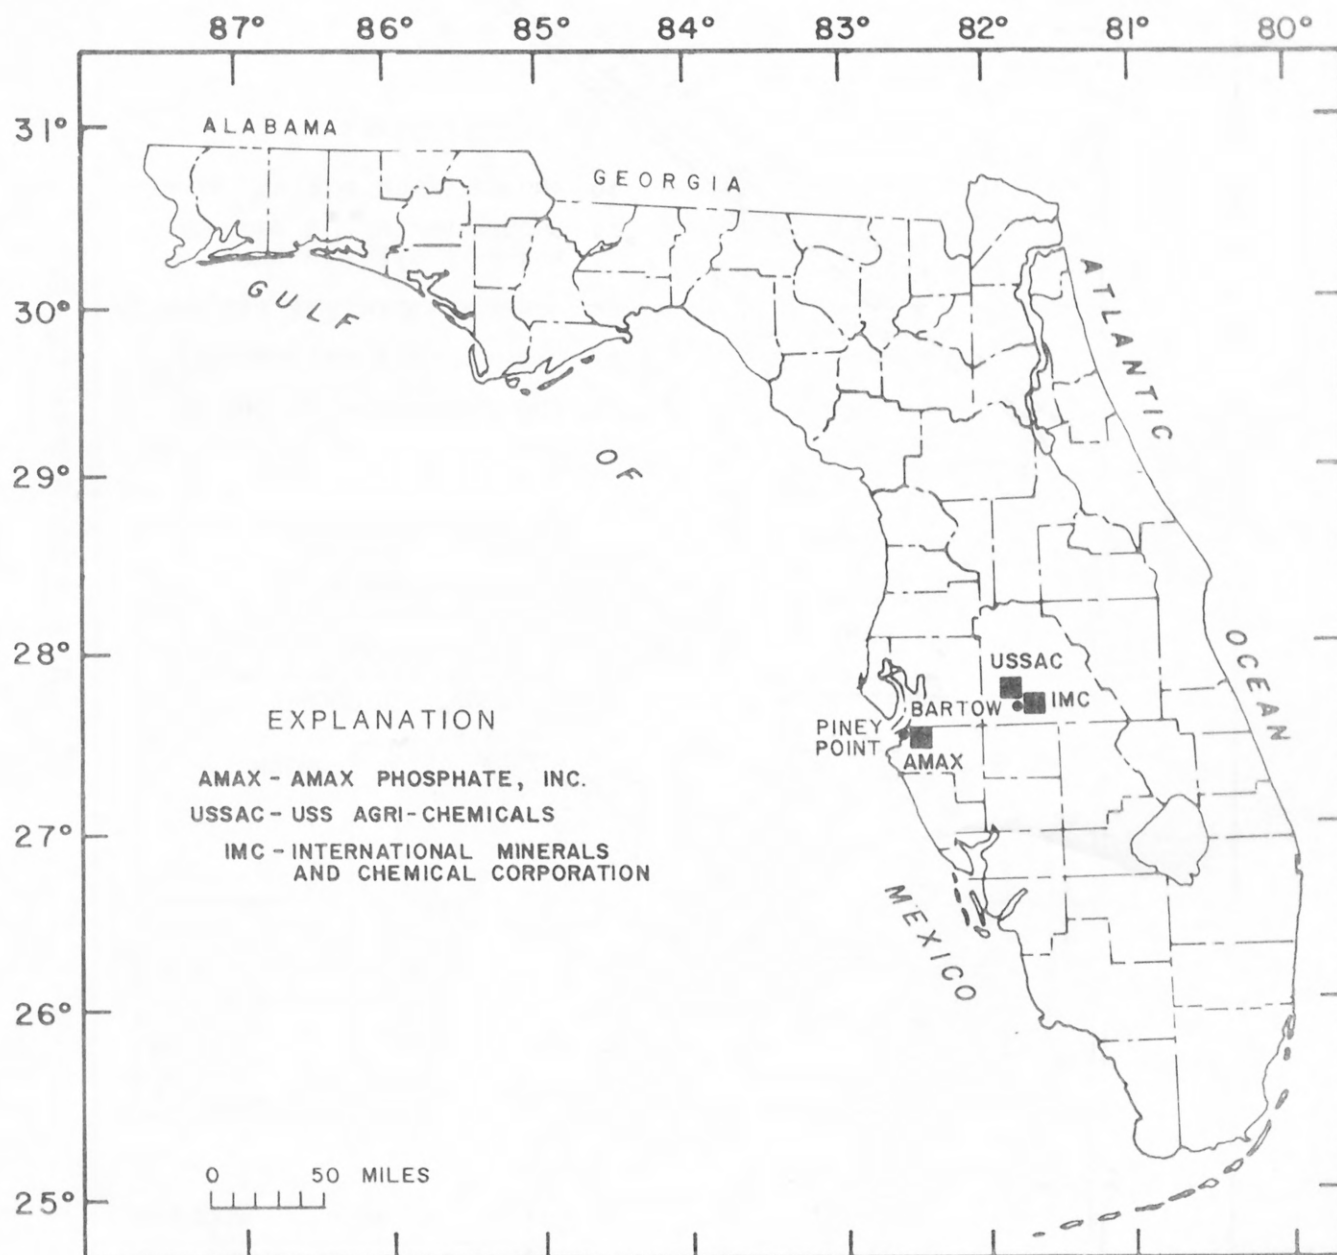 87° 86° 85° 84° 83° 82° 81° 80°
31°
ALABAMA
GEORGIA
30°
GULF
ATLANTIC
29°
OF
28°
OCEAN
USSAC
BARTOW
IMC
PINEY
POINT
AMAX
EXPLANATION
AMAX - AMAX PHOSPHATE, INC.
USSAC - USS AGRI-CHEMICALS
27°
IMC - INTERNATIONAL MINERALS
AND CHEMICAL CORPORATION
MEXICO
26°
0 50 MILES
25°